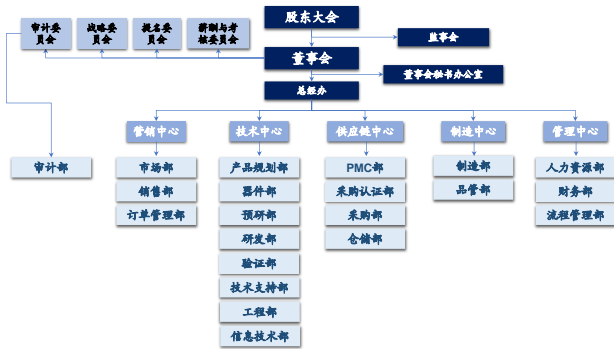 股东大会
审计委
员会
战略委
员会
提名委
员会
薪酬与考
核委员会
监事会
董事会
董事会秘书办公室
总经办
营销中心
技术中心
供应链中心
制造中心
管理中心
审计部
市场部
销售部
订单管理部
产品规划部
器件部
预研部
研发部
验证部
技术支持部
工程部
信息技术部
PMC部
采购认证部
采购部
仓储部
制造部
品管部
人力资源部
财务部
流程管理部